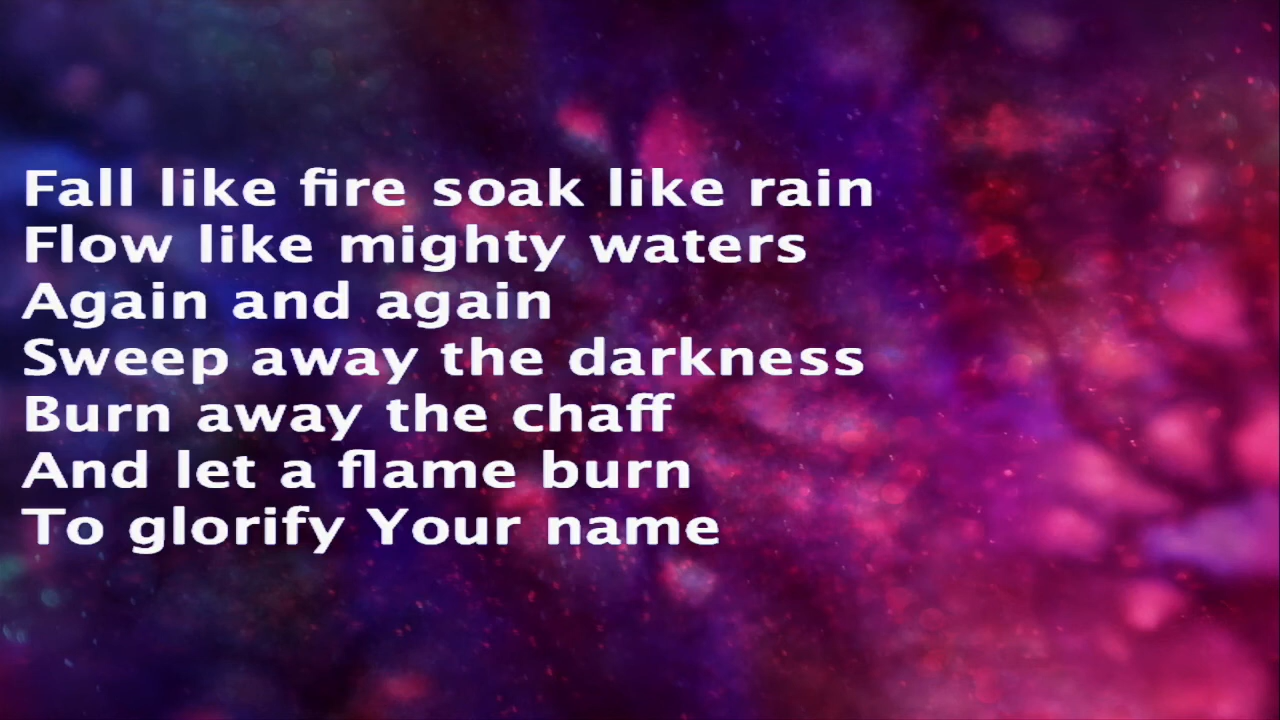 Fall like fire soak like rain
Flow like mighty waters
Again and again
Sweep away the darkness
Burn away the chaff
And let a flame burn
To glorify Your name